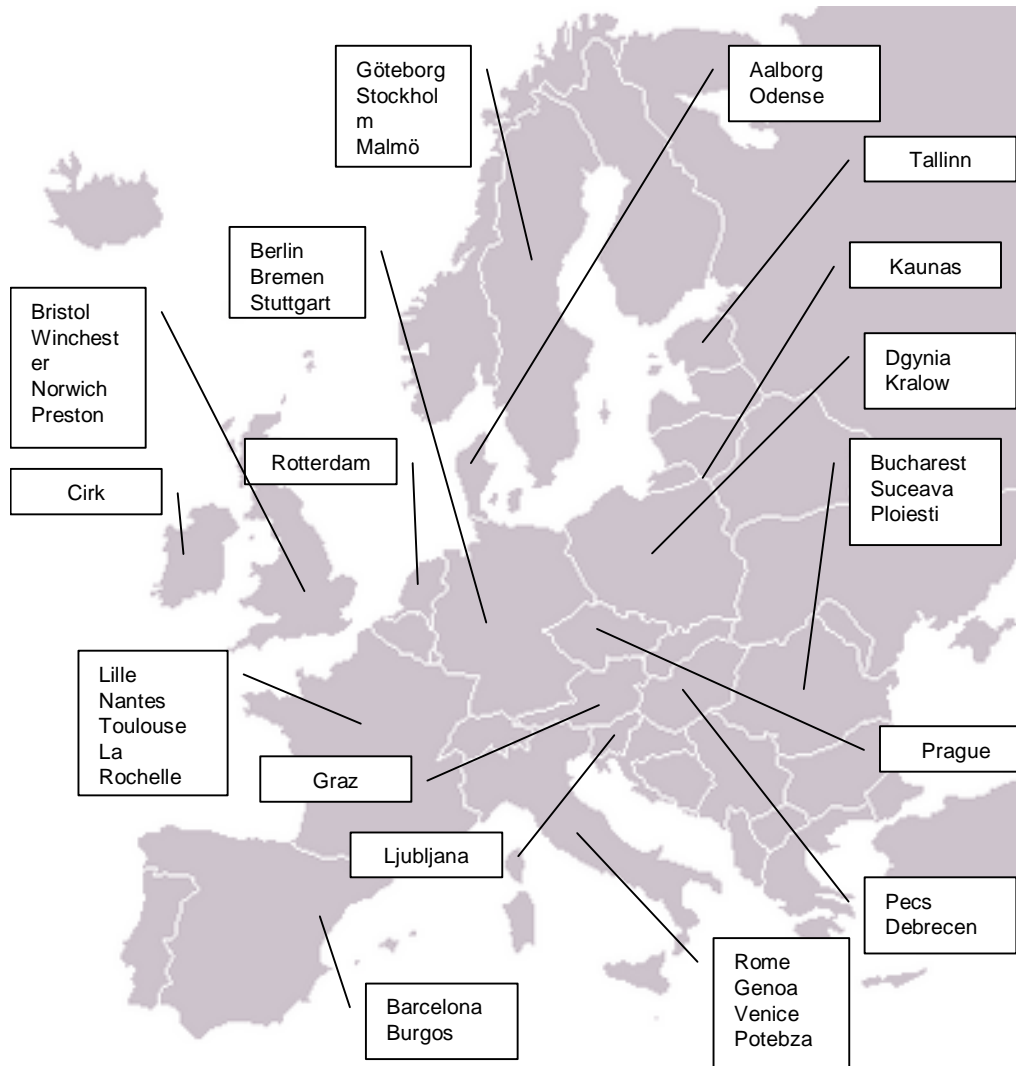 Göteborg
Stockhol
m
Malmö
Aalborg
Odense
Tallinn
Berlin
Bremen
Stuttgart
Kaunas
Bristol
Winchest
er
Norwich
Preston
Dgynia
Kralow
Rotterdam
Cirk
Bucharest
Suceava
Ploiesti
Lille
Nantes
Toulouse
La
Rochelle
Prague
Graz
Ljubljana
Pecs
Debrecen
Rome
Genoa
Venice
Potebza
Barcelona
Burgos